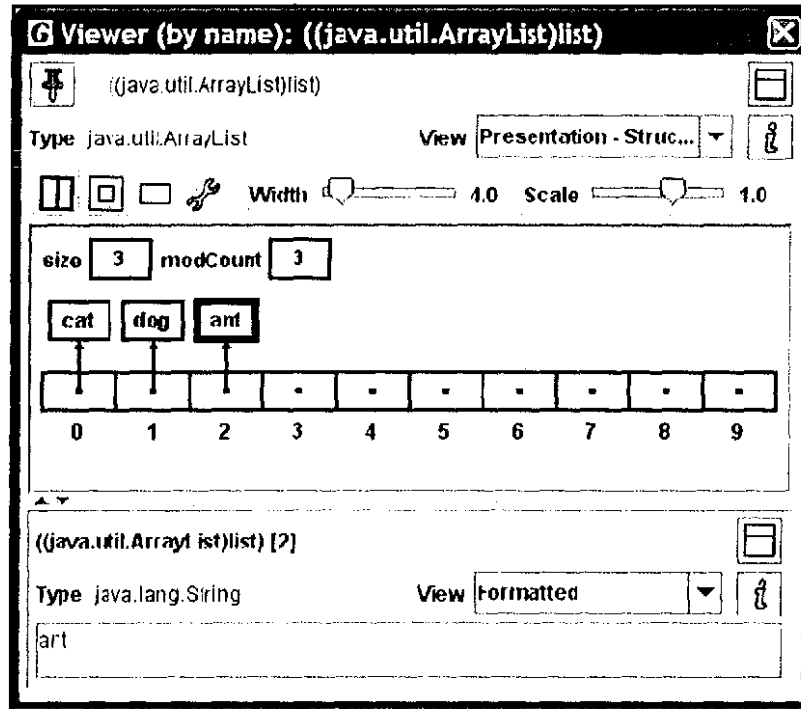 G Viewer (by name): ((java.util.ArrayList)list)
((java.util.ArrayList)list)
Type java.util.ArrayList View Presentation - Struc... i
Width 4.0 Scale 1.0
size 3 modCount 3
cat dog ant
0 1 2 3 4 5 6 7 8 9
((java.util.ArrayList)list) [2]
Type java.lang.String View Formatted i
ant